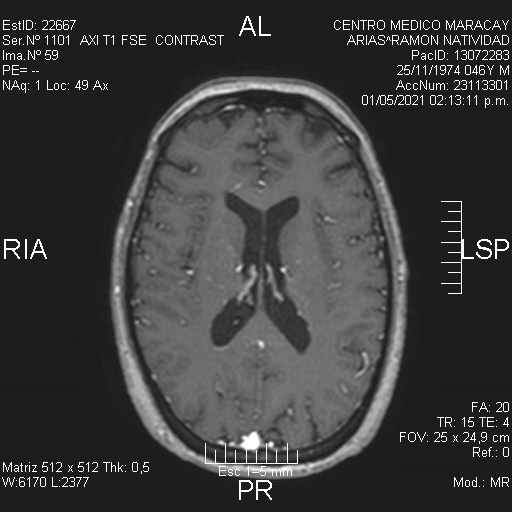 EstID: 22667
Ser.Nº 1101 AXI T1 FSE CONTRAST
Ima.Nº 59
PE= --
NAq: 1 Loc: 49 Ax
AL
CENTRO MEDICO MARACAY
ARIAS^RAMON NATIVIDAD
PacID: 13072283
25/11/1974 046Y M
AccNum: 23113301
01/05/2021 02:13:11 p.m.
RIA
LSP
FA: 20
TR: 15 TE: 4
FOV: 25 x 24,9 cm
Ref.: 0
Matriz 512 x 512 Thk: 0,5
W:6170 L:2377
Esc 1=5 mm
PR
Mod.: MR